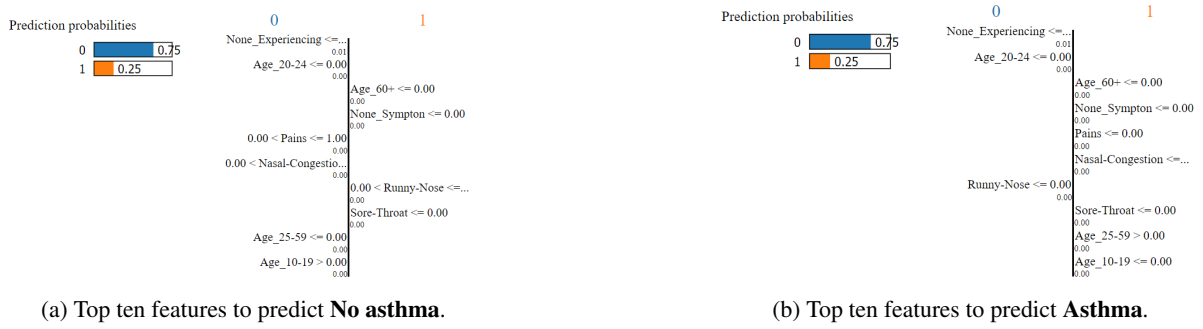 Prediction probabilities
0 0.75
1 0.25
0 1
None_Experiencing <=...
0.01
Age_20-24 <= 0.00
0.00
Age_60+ <= 0.00
0.00
None_Sympton <= 0.00
0.00
0.00 < Pains <= 1.00
0.00
0.00 < Nasal-Congestio...
0.00
0.00 < Runny-Nose <=...
0.00
Sore-Throat <= 0.00
0.00
Age_25-59 <= 0.00
0.00
Age_10-19 > 0.00
0.00
(a) Top ten features to predict No asthma.
Prediction probabilities
0 0.75
1 0.25
0 1
None_Experiencing <=...
0.01
Age_20-24 <= 0.00
0.00
Age_60+ <= 0.00
0.00
None_Sympton <= 0.00
0.00
Pains <= 0.00
0.00
Nasal-Congestion <=...
0.00
Runny-Nose <= 0.00
0.00
Sore-Throat <= 0.00
0.00
Age_25-59 > 0.00
0.00
Age_10-19 <= 0.00
0.00
(b) Top ten features to predict Asthma.